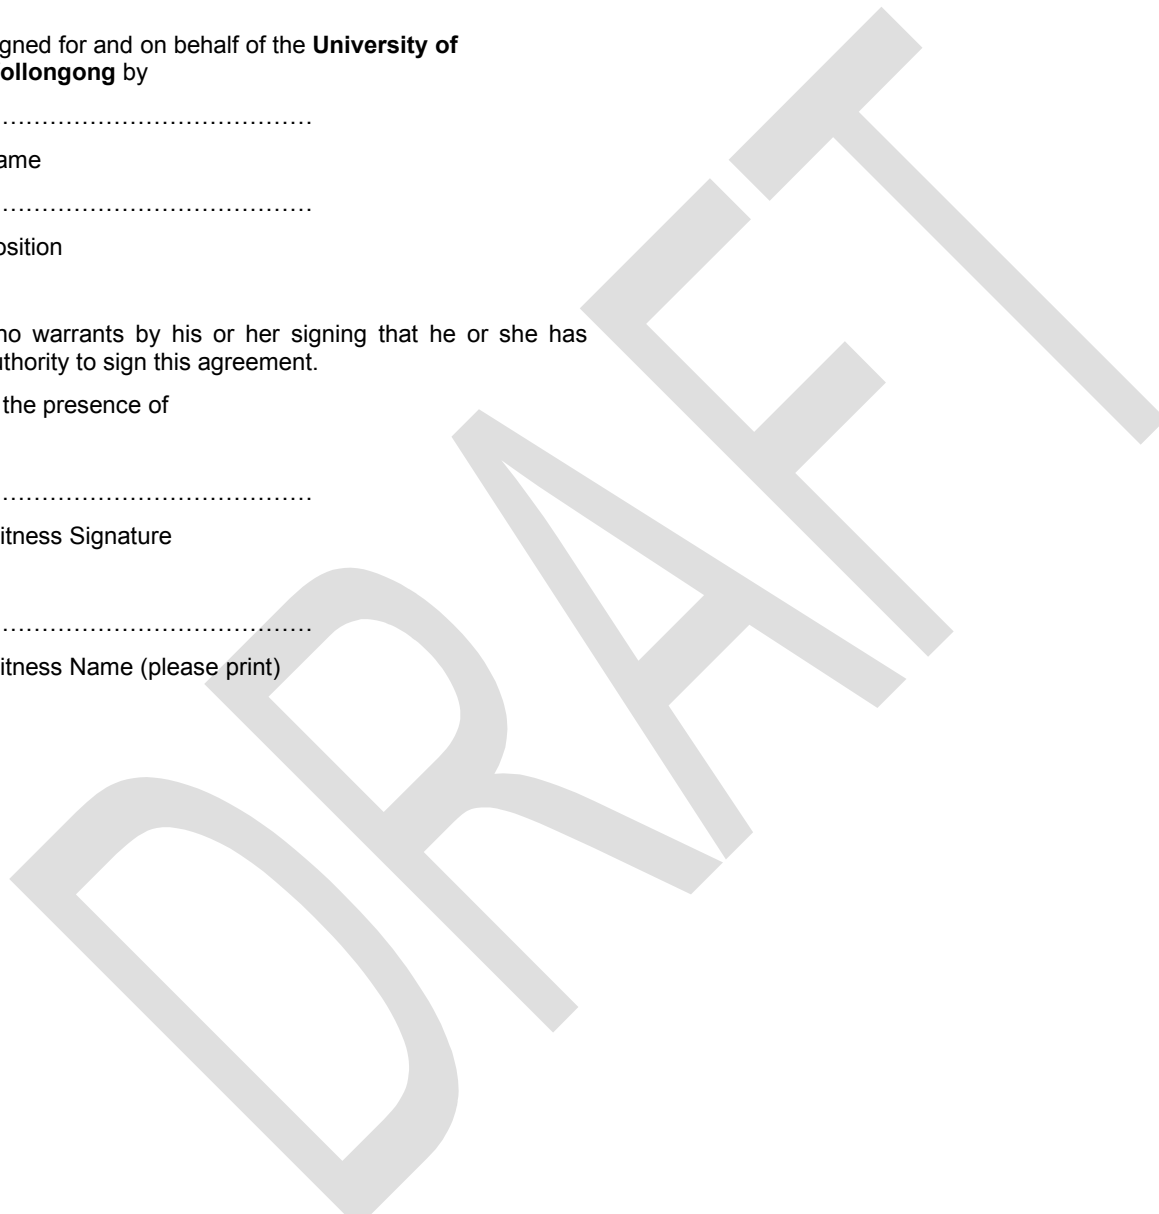 gned for and on behalf of the University of
ollongong by
……………………………………
ame
……………………………………
osition
no warrants by his or her signing that he or she has
uthority to sign this agreement.
the presence of
……………………………………
itness Signature
……………………………………
itness Name (please print)
DRAFT